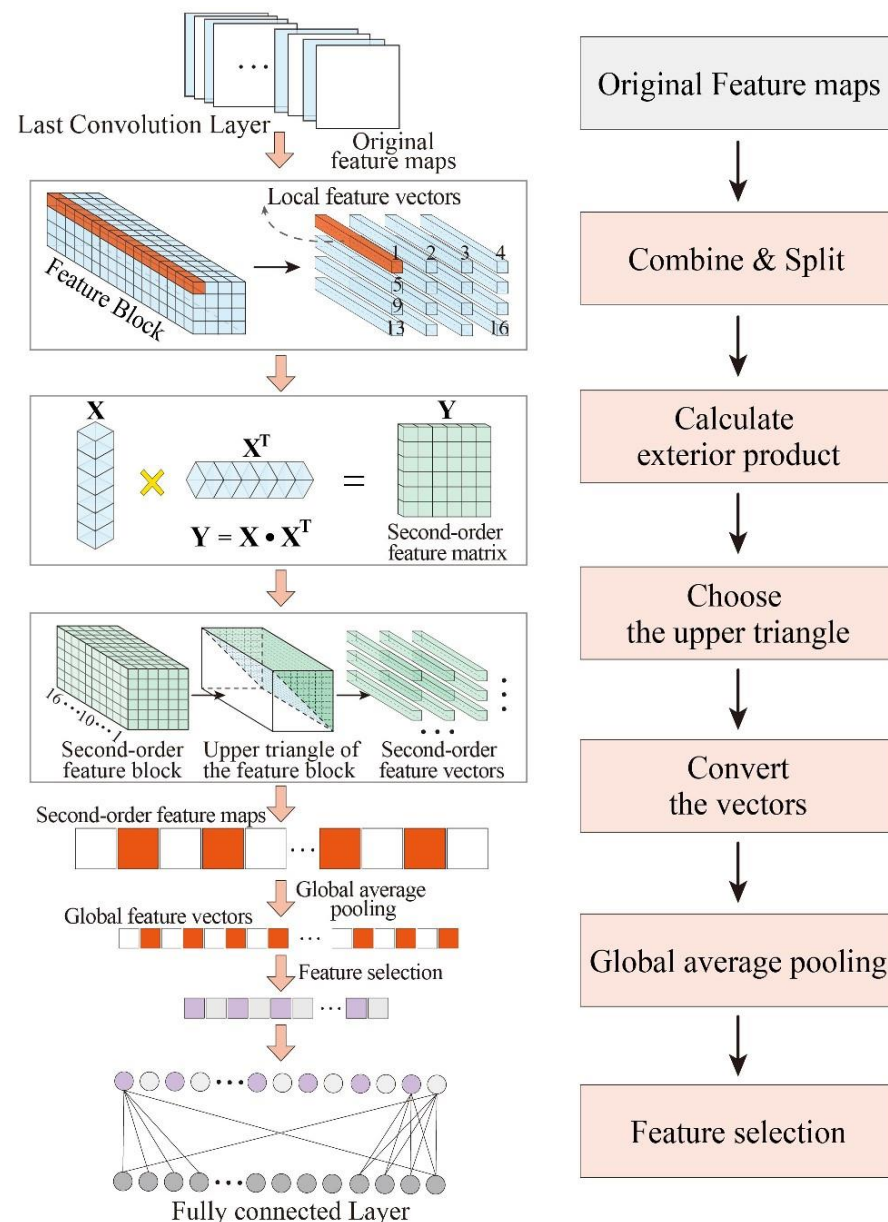 Last Convolution Layer
Original
feature maps
Local feature vectors
Feature Block
1 2 3 4
5
9
13 16
X
X^T
Y
=
Y = X • X^T
Second-order
feature matrix
16 ••• 10 ••• 1
Second-order
feature block
Upper triangle of
the feature block
Second-order
feature vectors
Second-order feature maps
Global average
pooling
Global feature vectors
Feature selection
Fully connected Layer
Original Feature maps
Combine & Split
Calculate
exterior product
Choose
the upper triangle
Convert
the vectors
Global average pooling
Feature selection